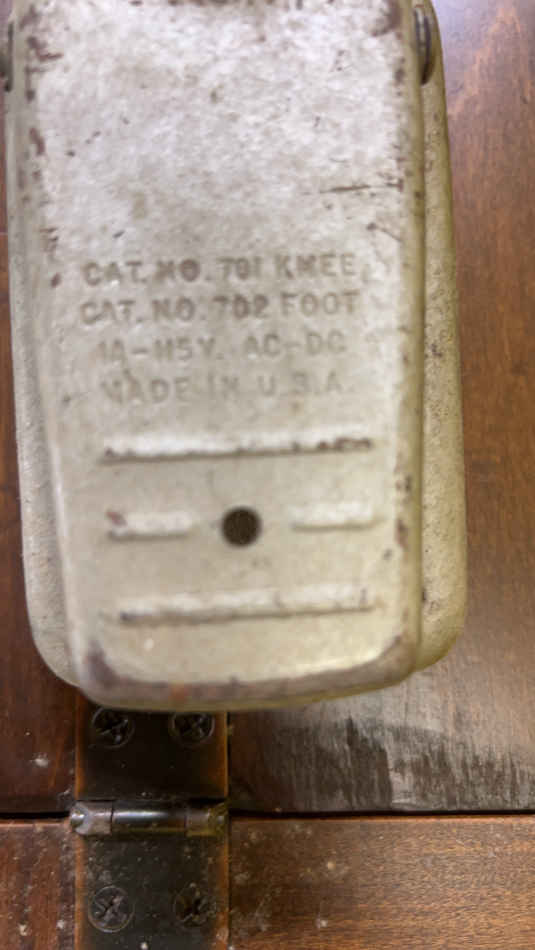 CAT. NO. 701 KNEE
CAT. NO. 702 FOOT
1A-115V. AC-DC
MADE IN U.S.A.